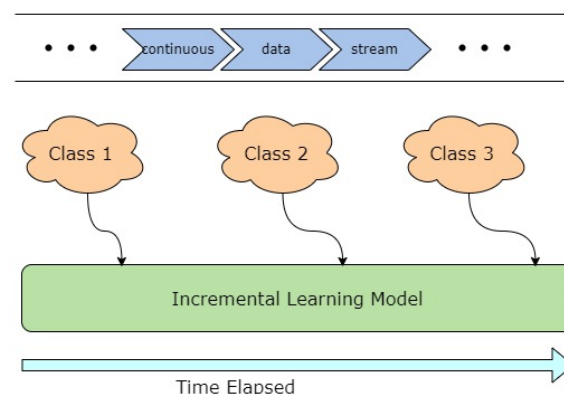 continuous data stream
Class 1 Class 2 Class 3
Incremental Learning Model
Time Elapsed